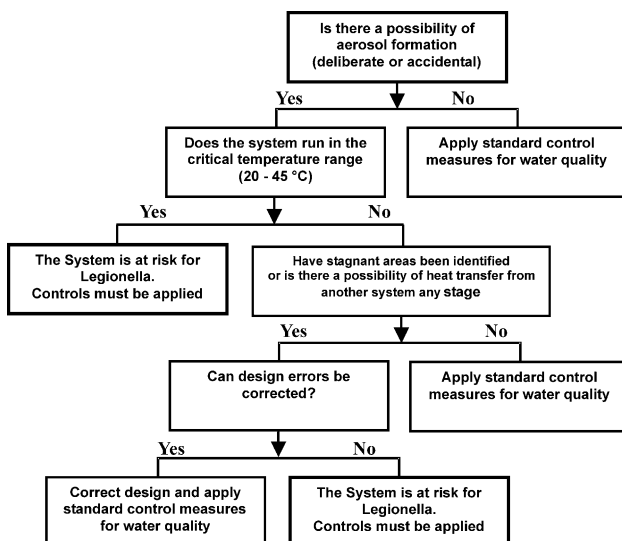 Is there a possibility of
aerosol formation
(deliberate or accidental)
Yes
No
Does the system run in the
critical temperature range
(20 - 45 °C)
Apply standard control
measures for water quality
Yes
No
The System is at risk for
Legionella.
Controls must be applied
Have stagnant areas been identified
or is there a possibility of heat transfer from
another system any stage
Yes
No
Can design errors be
corrected?
Apply standard control
measures for water quality
Yes
No
Correct design and apply
standard control measures
for water quality
The System is at risk for
Legionella.
Controls must be applied